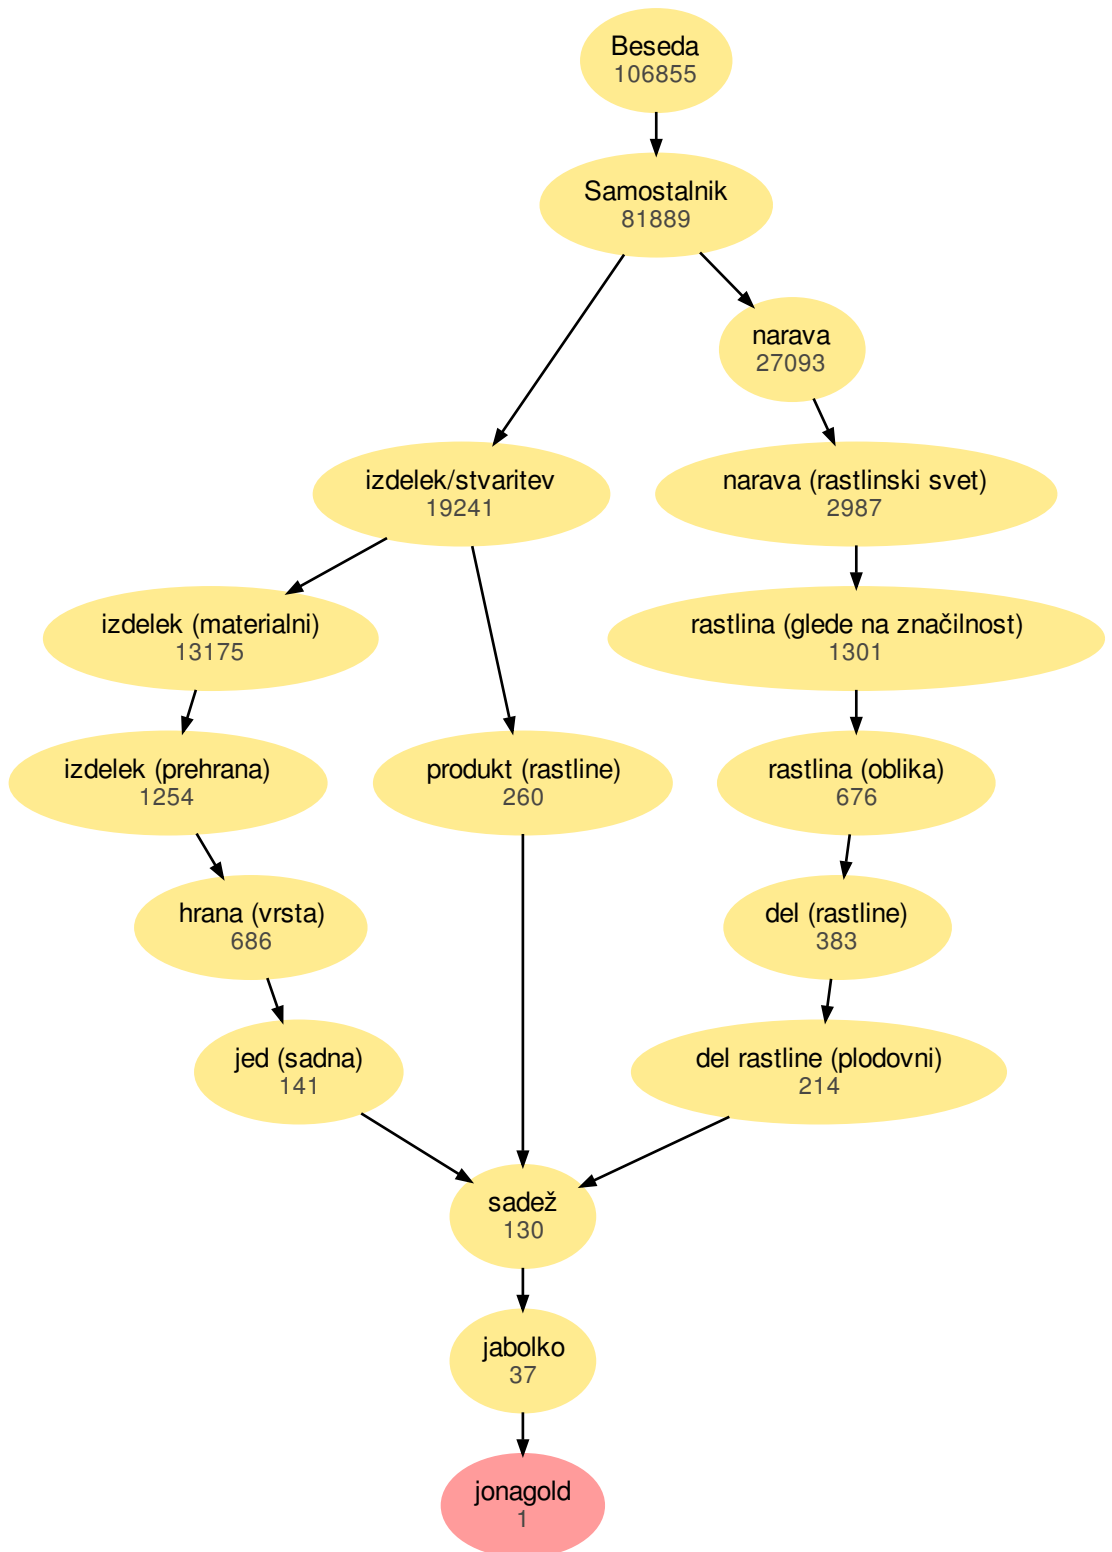 Beseda
106855
Samostalnik
81889
narava
27093
izdelek/stvaritev
19241
narava (rastlinski svet)
2987
izdelek (materialni)
13175
rastlina (glede na značilnost)
1301
izdelek (prehrana)
1254
produkt (rastline)
260
rastlina (oblika)
676
hrana (vrsta)
686
del (rastline)
383
jed (sadna)
141
del rastline (plodovni)
214
sadež
130
jabolko
37
jonagold
1